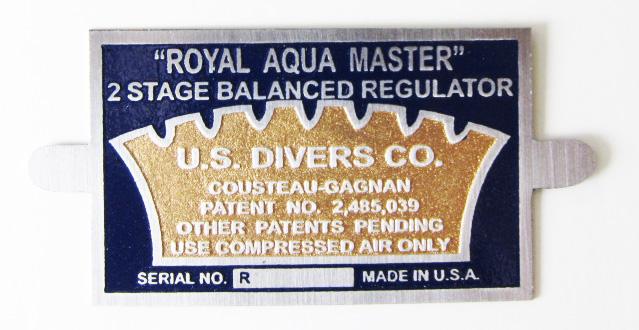 "ROYAL AQUA MASTER"
2 STAGE BALANCED REGULATOR
U.S. DIVERS CO.
COUSTEAU-GAGNAN
PATENT NO. 2,485,039
OTHER PATENTS PENDING
USE COMPRESSED AIR ONLY
SERIAL NO. R MADE IN U.S.A.